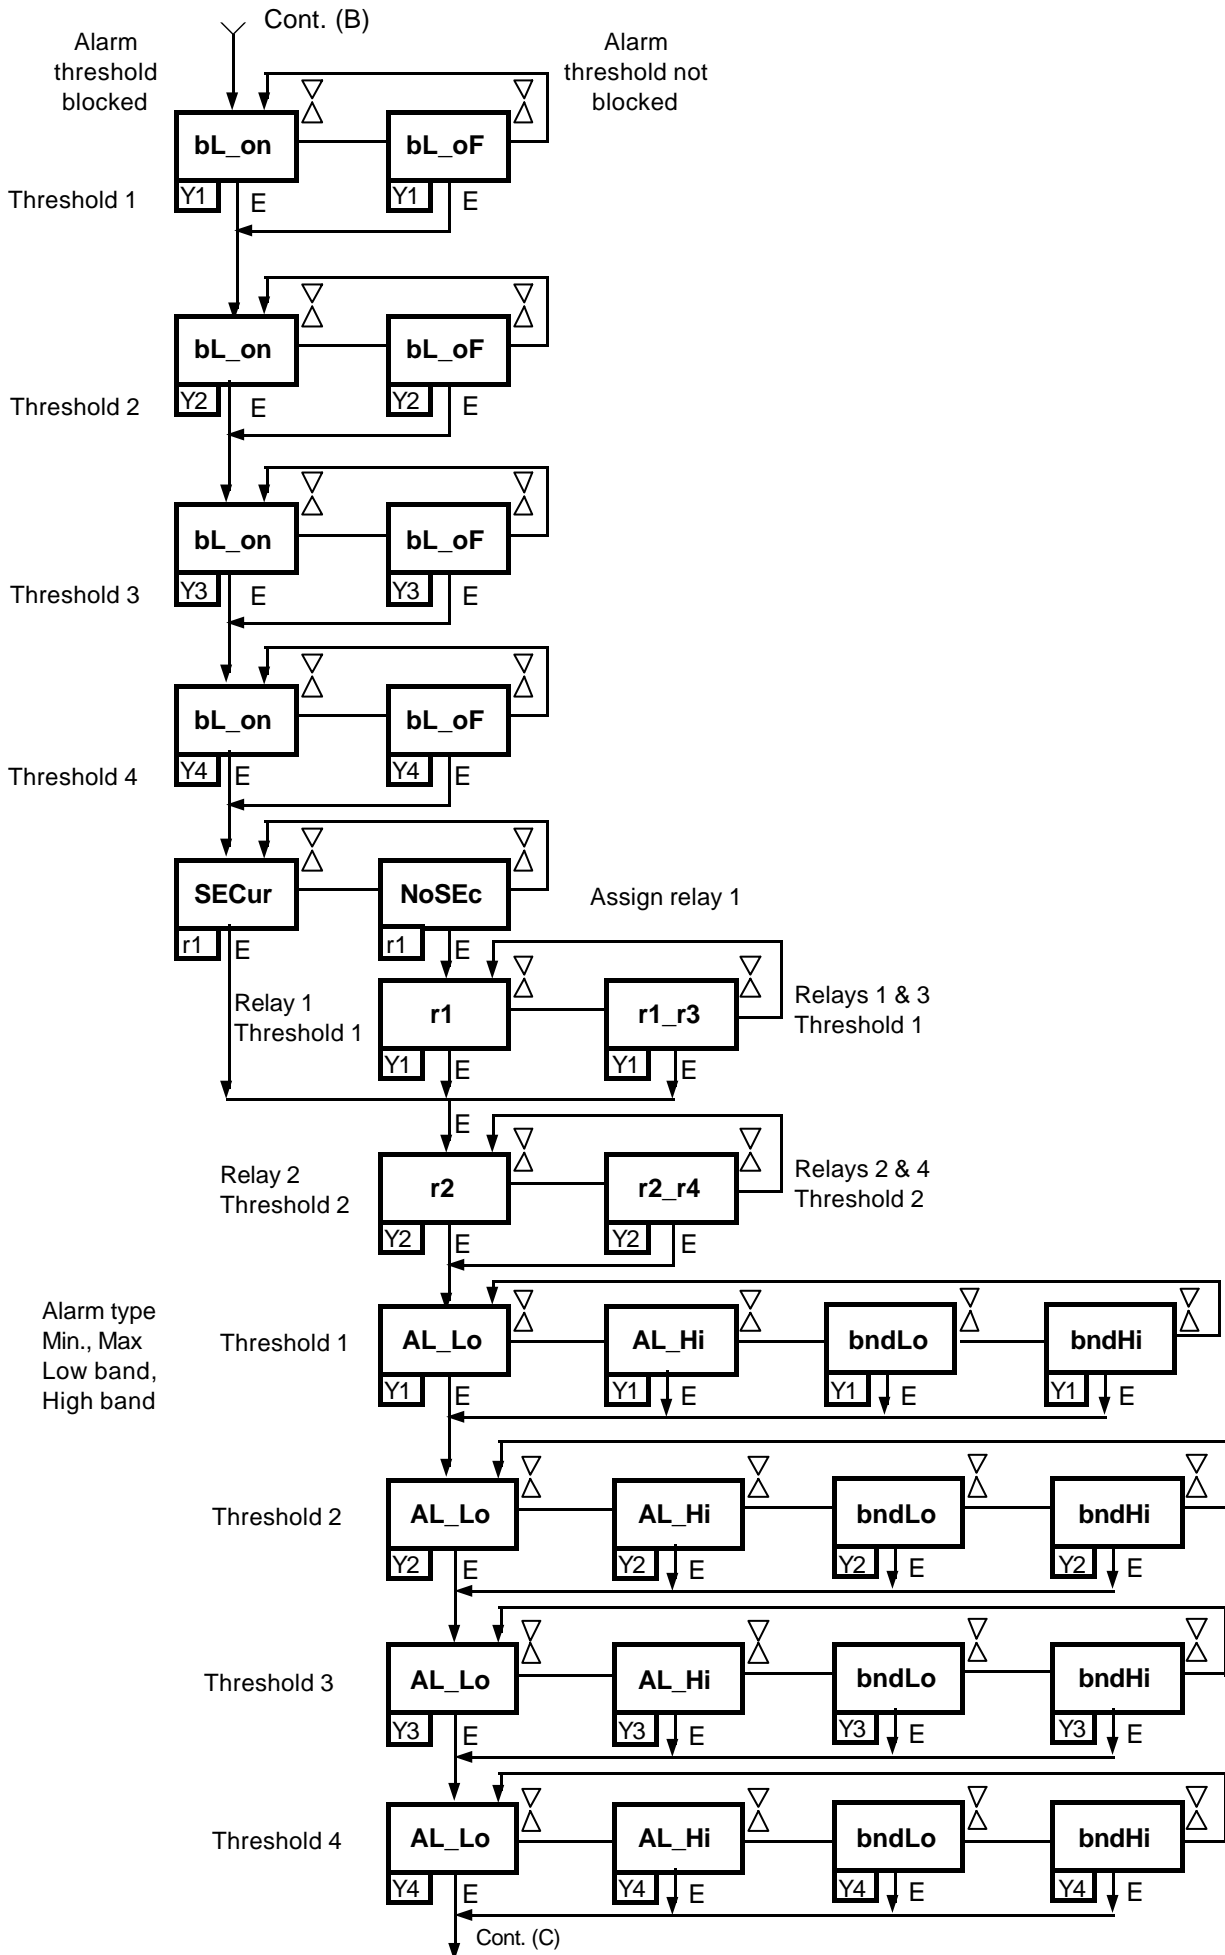 Cont. (B)
Alarm
threshold
blocked
Alarm
threshold not
blocked
bL_on
bL_oF
Y1
E
Y1
E
Threshold 1
bL_on
bL_oF
Y2
E
Y2
E
Threshold 2
bL_on
bL_oF
Y3
E
Y3
E
Threshold 3
bL_on
bL_oF
Y4
E
Y4
E
Threshold 4
SECur
NoSEc
Assign relay 1
r1
E
r1
E
Relay 1
Threshold 1
r1
r1_r3
Relays 1 & 3
Threshold 1
Y1
E
Y1
E
E
Relay 2
Threshold 2
r2
r2_r4
Relays 2 & 4
Threshold 2
Y2
E
Y2
E
Alarm type
Min., Max
Low band,
High band
Threshold 1
AL_Lo
AL_Hi
bndLo
bndHi
Y1
E
Y1
E
Y1
E
Y1
E
Threshold 2
AL_Lo
AL_Hi
bndLo
bndHi
Y2
E
Y2
E
Y2
E
Y2
E
Threshold 3
AL_Lo
AL_Hi
bndLo
bndHi
Y3
E
Y3
E
Y3
E
Y3
E
Threshold 4
AL_Lo
AL_Hi
bndLo
bndHi
Y4
E
Y4
E
Y4
E
Y4
E
Cont. (C)